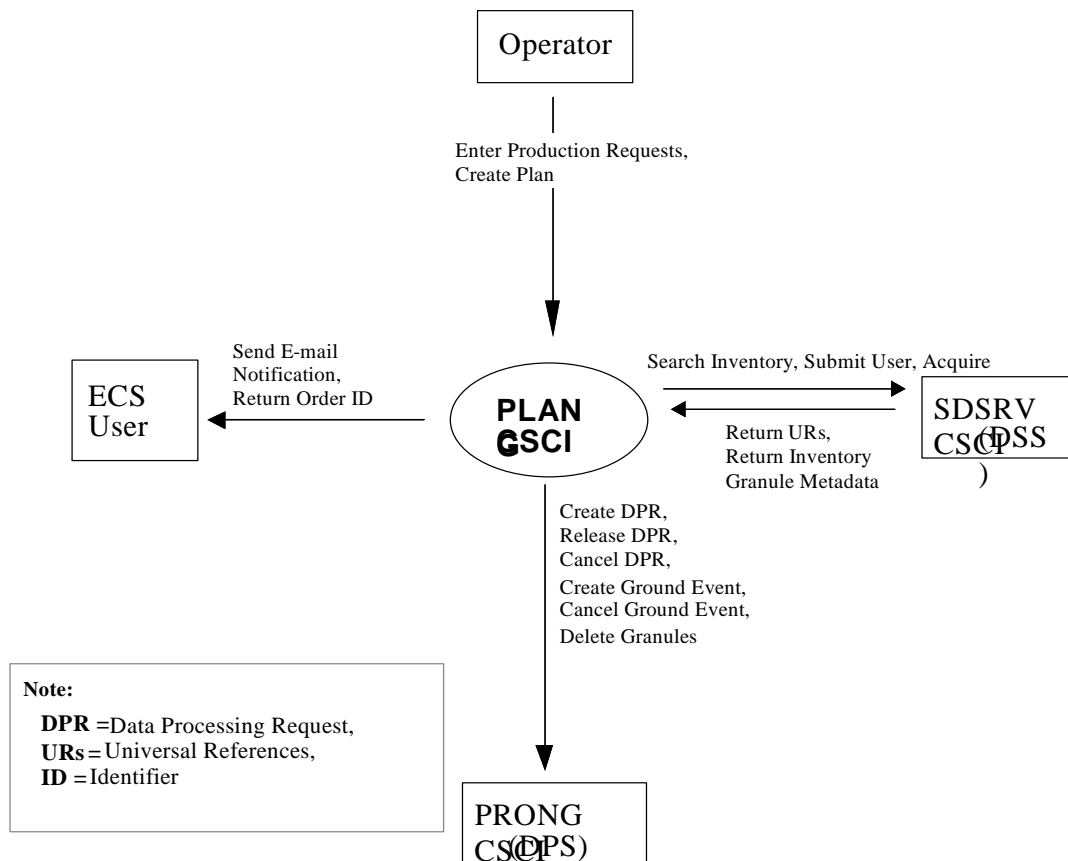 Operator
Enter Production Requests,
Create Plan
Send E-mail
Notification,
Return Order ID
ECS
User
PLAN
G
CSCI
Search Inventory, Submit User, Acquire
Return URs,
Return Inventory
Granule Metadata
SDSRV
CSCI
(DSS
)
Create DPR,
Release DPR,
Cancel DPR,
Create Ground Event,
Cancel Ground Event,
Delete Granules
Note:
DPR =Data Processing Request,
URs=Universal References,
ID =Identifier
PRONG
CSCI
(DPS)